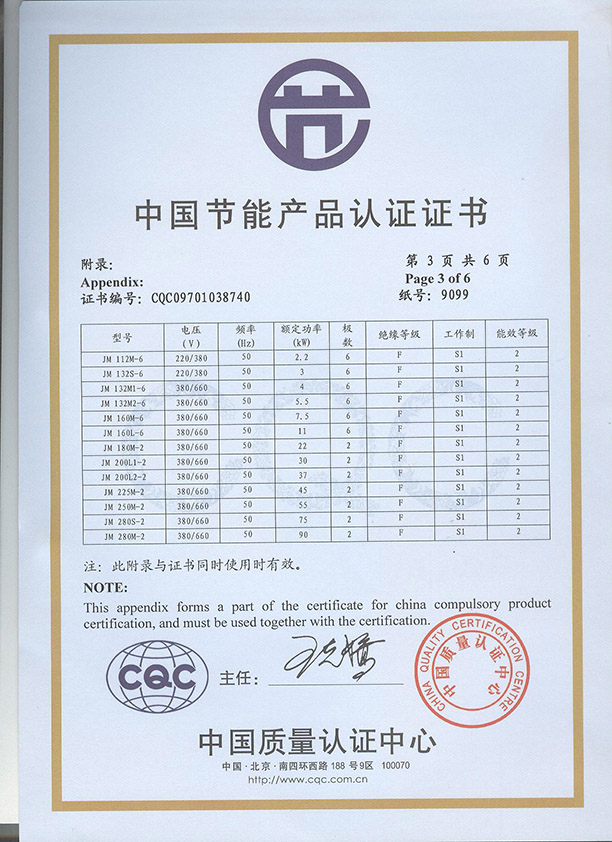 中国节能产品认证证书
附录: 第 3 页 共 6 页
Appendix: Page 3 of 6
证书编号: CQC09701038740 纸号: 9099
型号 电压(V) 频率(Hz) 额定功率(kW) 极数 绝缘等级 工作制 能效等级
JM 112M-6 220/380 50 2.2 6 F S1 2
JM 132S-6 220/380 50 3 6 F S1 2
JM 132M1-6 380/660 50 4 6 F S1 2
JM 132M2-6 380/660 50 5.5 6 F S1 2
JM 160M-6 380/660 50 7.5 6 F S1 2
JM 160L-6 380/660 50 11 6 F S1 2
JM 180M-2 380/660 50 22 2 F S1 2
JM 200L1-2 380/660 50 30 2 F S1 2
JM 200L2-2 380/660 50 37 2 F S1 2
JM 225M-2 380/660 50 45 2 F S1 2
JM 250M-2 380/660 50 55 2 F S1 2
JM 280S-2 380/660 50 75 2 F S1 2
JM 280M-2 380/660 50 90 2 F S1 2
注: 此附录与证书同时使用时有效。
NOTE:
This appendix forms a part of the certificate for china compulsory product
certification, and must be used together with the certification.
CQC
主任:
CHINA QUALITY CERTIFICATION CENTRE
中国质量认证中心
中国质量认证中心
中国·北京·南四环西路 188 号9区 100070
http://www.cqc.com.cn